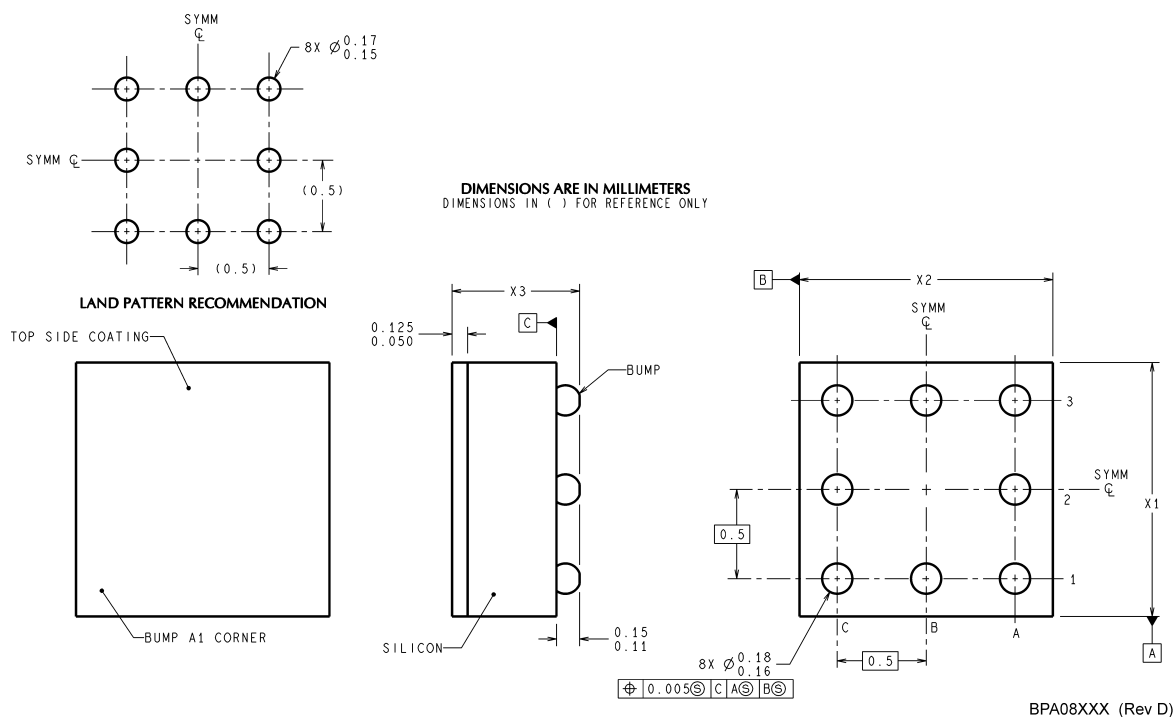 SYMM
℄
8X Ø 0.17
0.15
SYMM ℄
(0.5)
(0.5)
LAND PATTERN RECOMMENDATION
DIMENSIONS ARE IN MILLIMETERS
DIMENSIONS IN ( ) FOR REFERENCE ONLY
TOP SIDE COATING
BUMP A1 CORNER
X3
C
0.125
0.050
BUMP
SILICON
0.15
0.11
B
X2
SYMM
℄
3
SYMM
℄
2
X1
0.5
1
C
B
A
0.5
A
8X Ø 0.18
0.16
⌖ 0.005Ⓢ C AⓈ BⓈ
BPA08XXX (Rev D)